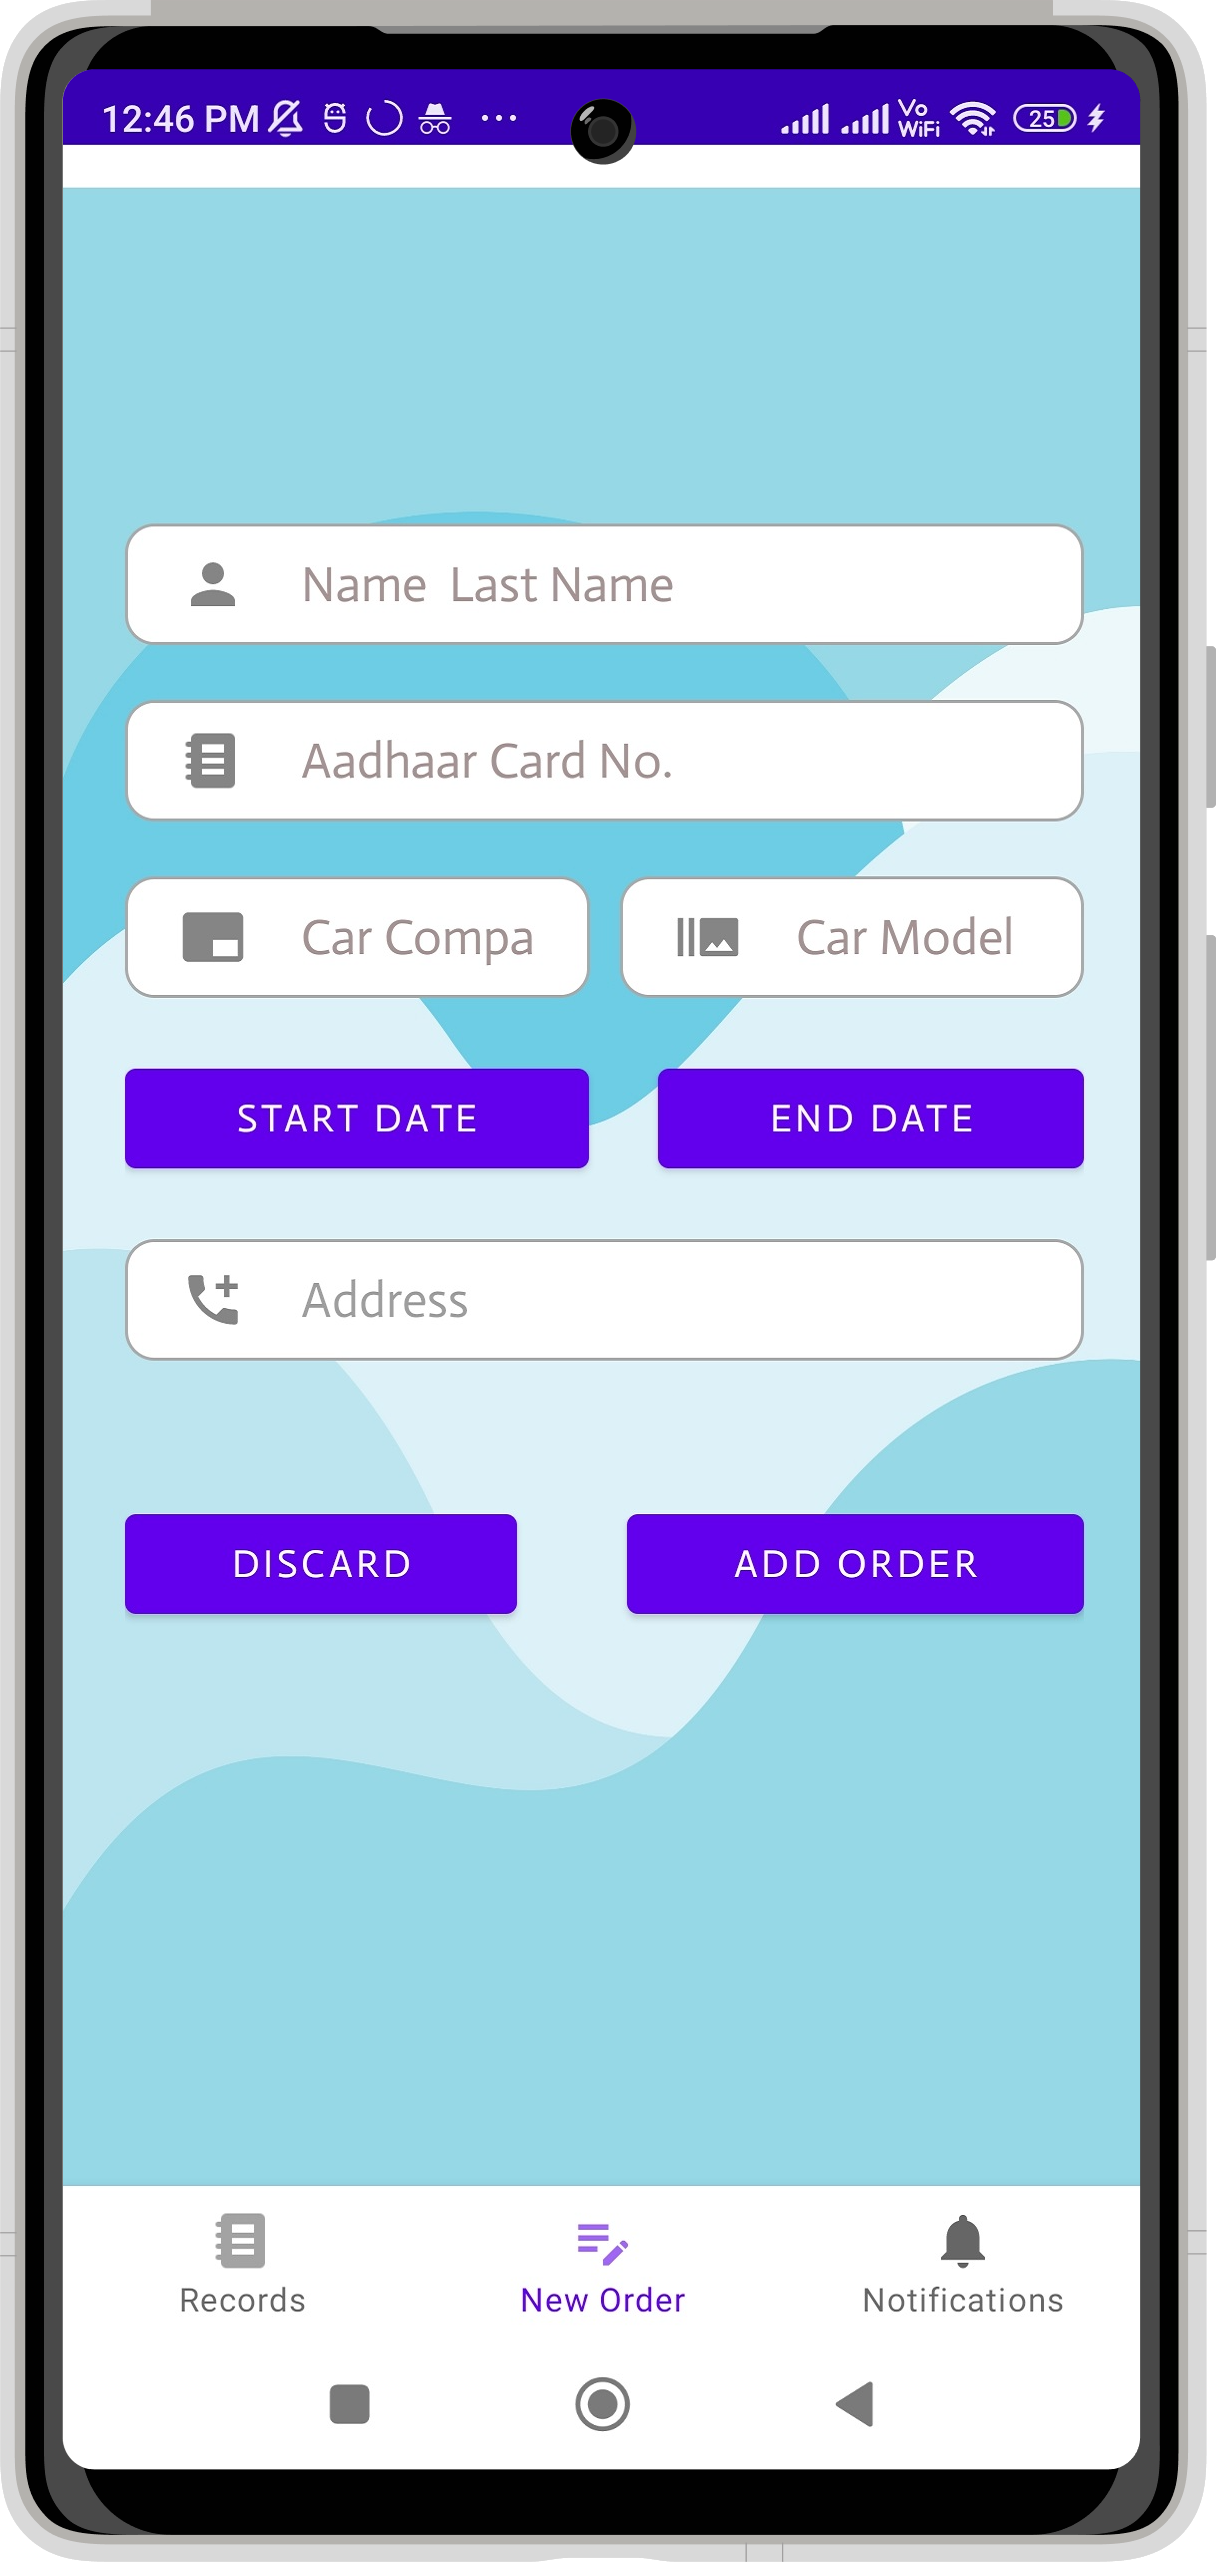 12:46 PM Vo WiFi 25
Name  Last Name
Aadhaar Card No.
Car Compa Car Model
START DATE END DATE
Address
DISCARD ADD ORDER
Records New Order Notifications